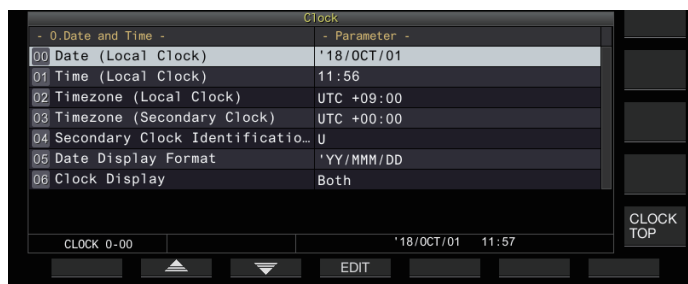 Clock
- 0.Date and Time - - Parameter -
00 Date (Local Clock) '18/OCT/01
01 Time (Local Clock) 11:56
02 Timezone (Local Clock) UTC +09:00
03 Timezone (Secondary Clock) UTC +00:00
04 Secondary Clock Identificatio… U
05 Date Display Format 'YY/MMM/DD
06 Clock Display Both
CLOCK TOP
CLOCK 0-00 '18/OCT/01 11:57
EDIT